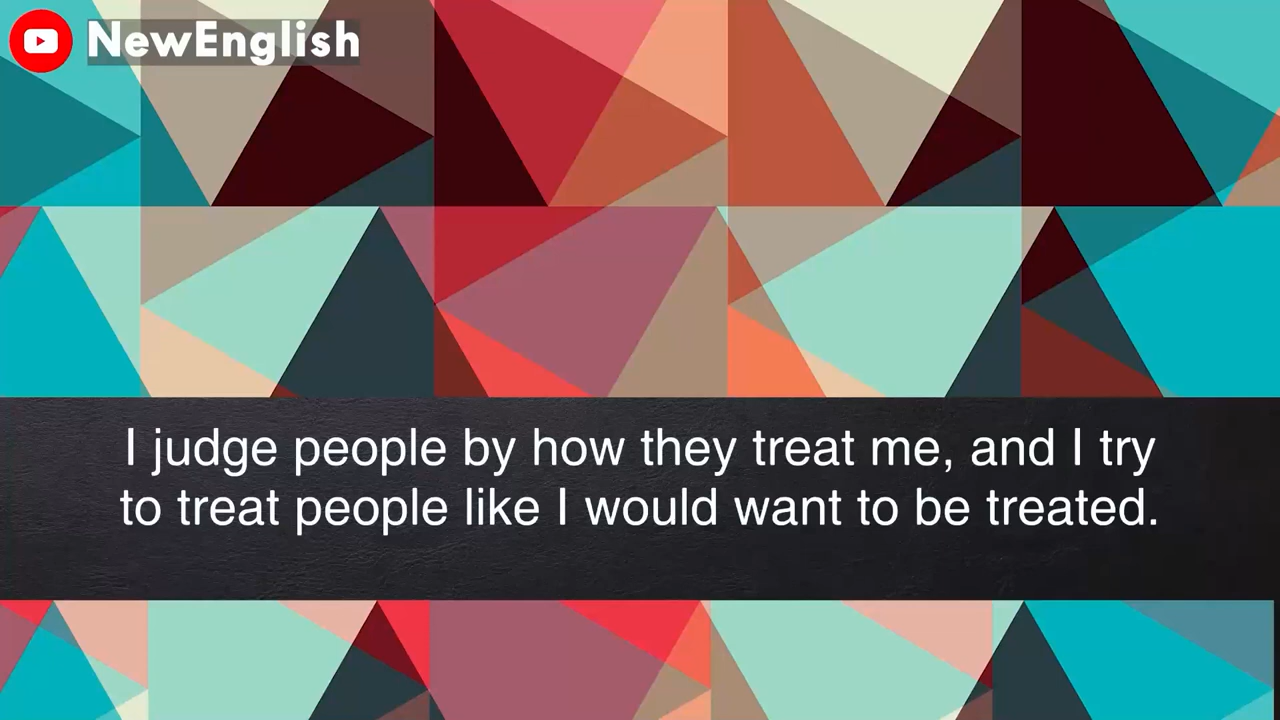 NewEnglish
I judge people by how they treat me, and I try
to treat people like I would want to be treated.